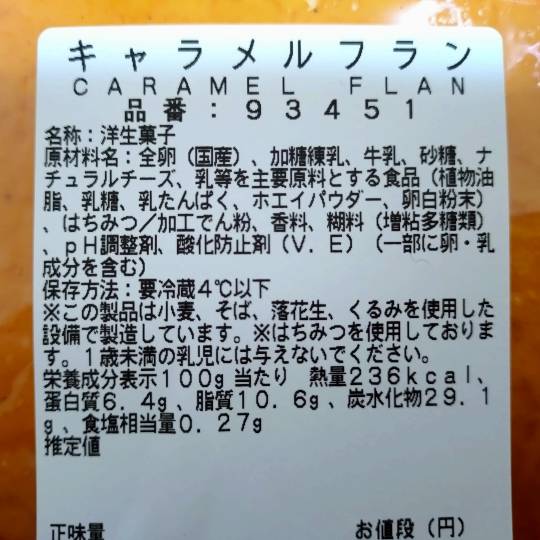 キャラメルフラン
CARAMEL FLAN
品番:93451
名称:洋生菓子
原材料名:全卵(国産)、加糖練乳、牛乳、砂糖、ナ
チュラルチーズ、乳等を主要原料とする食品(植物油
脂、乳糖、乳たんぱく、ホエイパウダー、卵白粉末)
、はちみつ/加工でん粉、香料、糊料(増粘多糖類)
、pH調整剤、酸化防止剤(V.E)(一部に卵・乳
成分を含む)
保存方法:要冷蔵4℃以下
※この製品は小麦、そば、落花生、くるみを使用した
設備で製造しています。※はちみつを使用しておりま
す。1歳未満の乳児には与えないでください。
栄養成分表示100g当たり 熱量236kcal、
蛋白質6.4g、脂質10.6g、炭水化物29.1
g、食塩相当量0.27g
推定値
正味量 お値段(円)